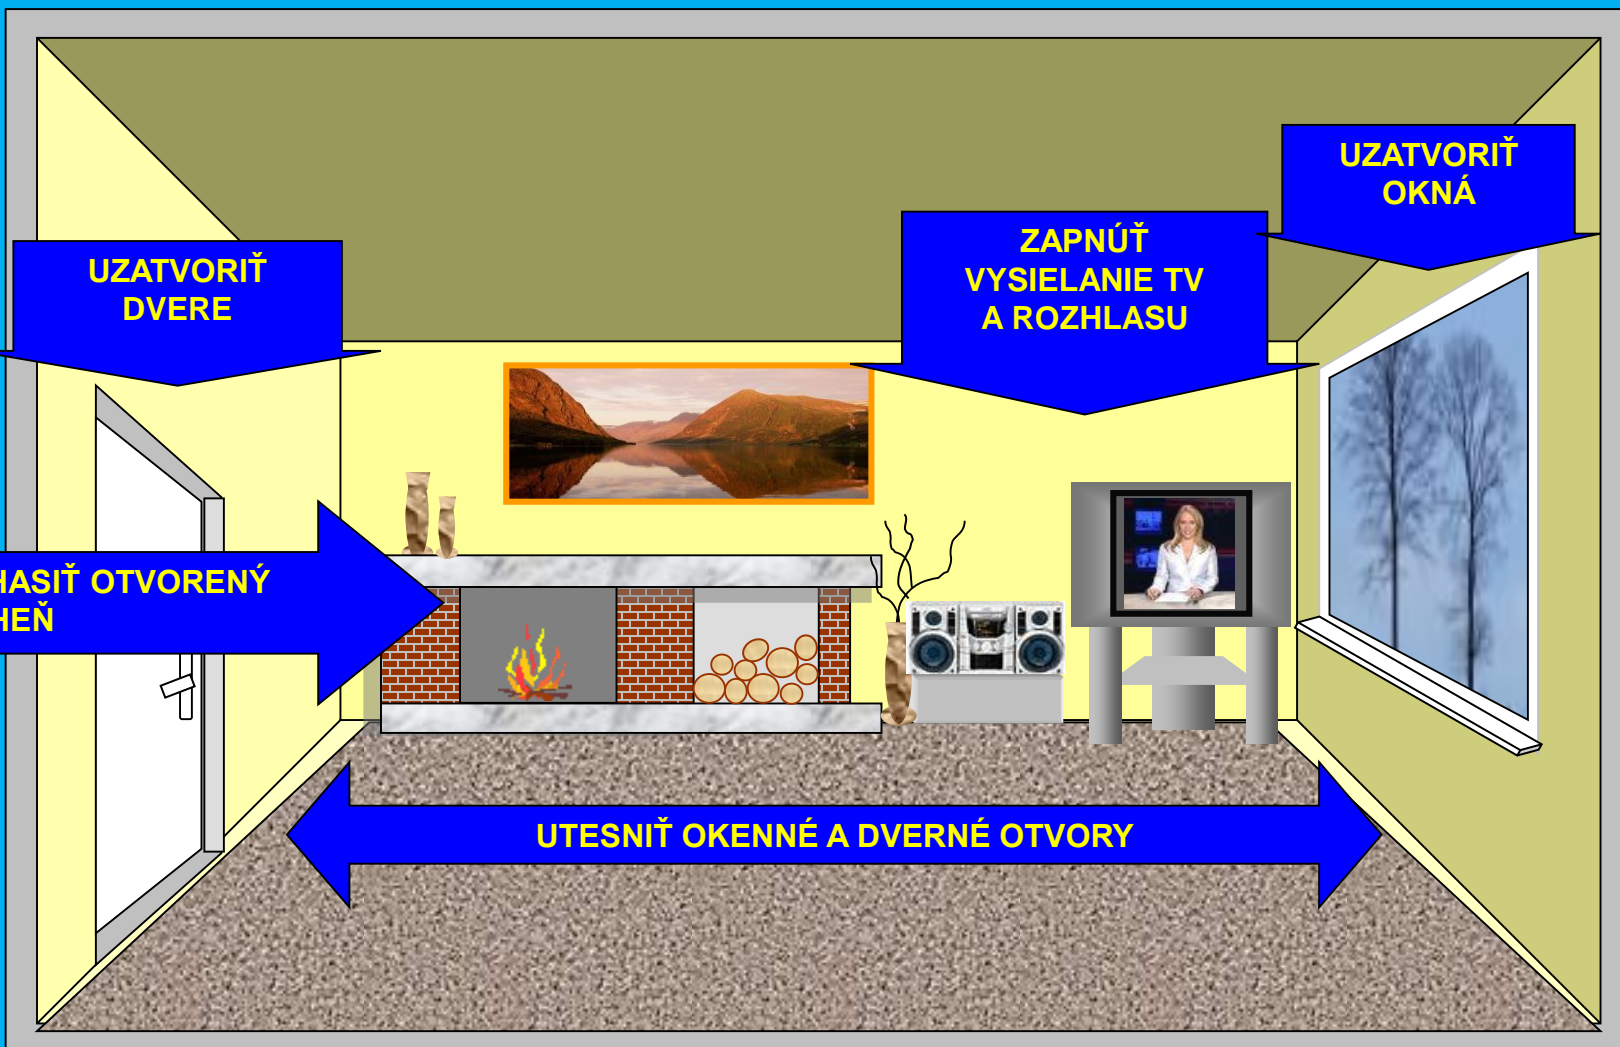 UZATVORIŤ
OKNÁ
ZAPNÚŤ
VYSIELANIE TV
A ROZHLASU
UZATVORIŤ
DVERE
HASIŤ OTVORENÝ
HEŇ
UTESNIŤ OKENNÉ A DVERNÉ OTVORY